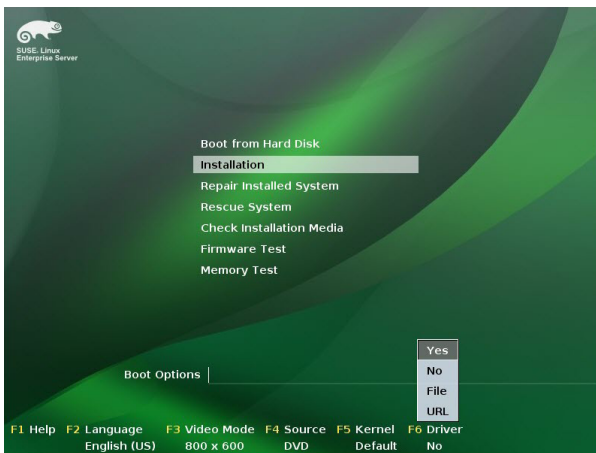 SUSE. Linux
Enterprise Server
Boot from Hard Disk
Installation
Repair Installed System
Rescue System
Check Installation Media
Firmware Test
Memory Test
Yes
No
File
URL
Boot Options
F1 Help F2 Language F3 Video Mode F4 Source F5 Kernel F6 Driver
English (US) 800 x 600 DVD Default No